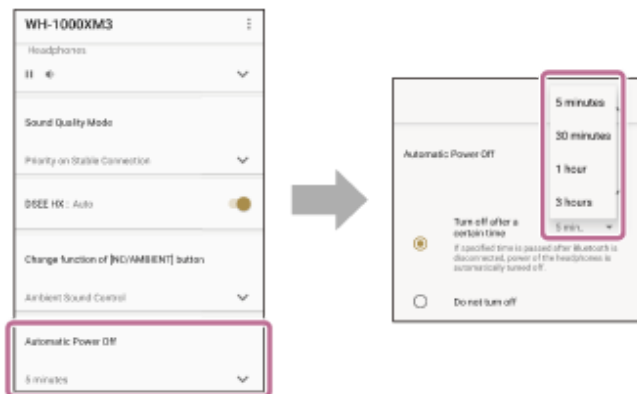 WH-1000XM3
Headphones
Sound Quality Mode
Priority on Stable Connection
DSEE HX : Auto
Change function of [NC/AMBIENT] button
Ambient Sound Control
Automatic Power Off
5 minutes
5 minutes
30 minutes
1 hour
3 hours
Automatic Power Off
Turn off after a
certain time
5 min.
If specified time is passed after Bluetooth is
disconnected, power of the headphones is
automatically turned off.
Do not turn off